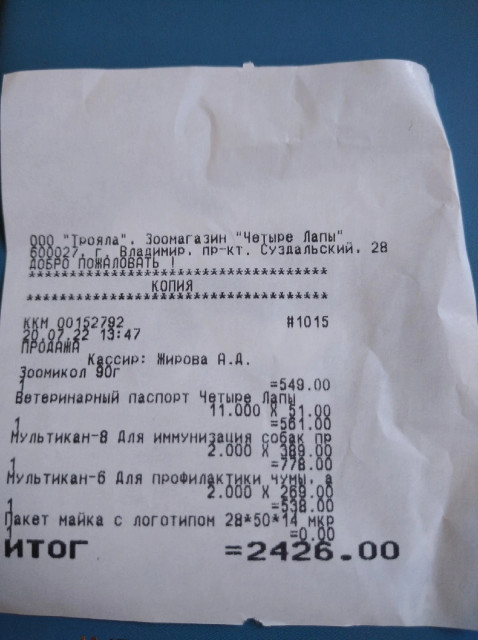 ООО "Трояла". Зоомагазин "Четыре Лапы"
600027, г. Владимир, пр-кт. Суздальский, 28
ДОБРО ПОЖАЛОВАТЬ !
************************************
КОПИЯ
************************************
ККМ 00152792 #1015
20.07.22 13:47
ПРОДАЖА
Кассир: Жирова А.Д.
Зоомикол 90г
1 =549.00
Ветеринарный паспорт Четыре Лапы
11.000 X 51.00
1 =561.00
Мультикан-8 Для иммунизация собак пр
2.000 X 389.00
1 =778.00
Мультикан-6 Для профилактики чумы, а
2.000 X 269.00
1 =538.00
Пакет майка с логотипом 28*50*14 мкр
1 =0.00
ИТОГ =2426.00